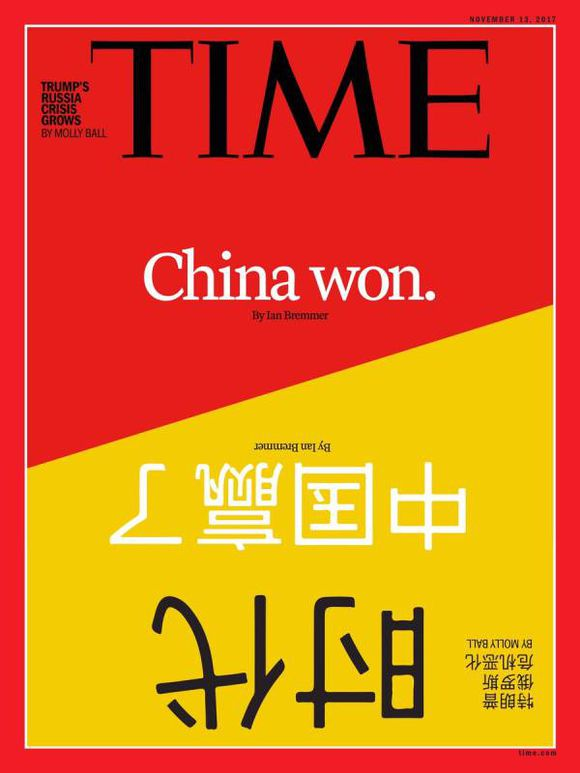 NOVEMBER 13, 2017
TIME
TRUMP'S
RUSSIA
CRISIS
GROWS
BY MOLLY BALL
China won.
By Ian Bremmer
特朗普
俄罗斯
危机恶化
BY MOLLY BALL
时代
中国赢了
By Ian Bremmer
time.com